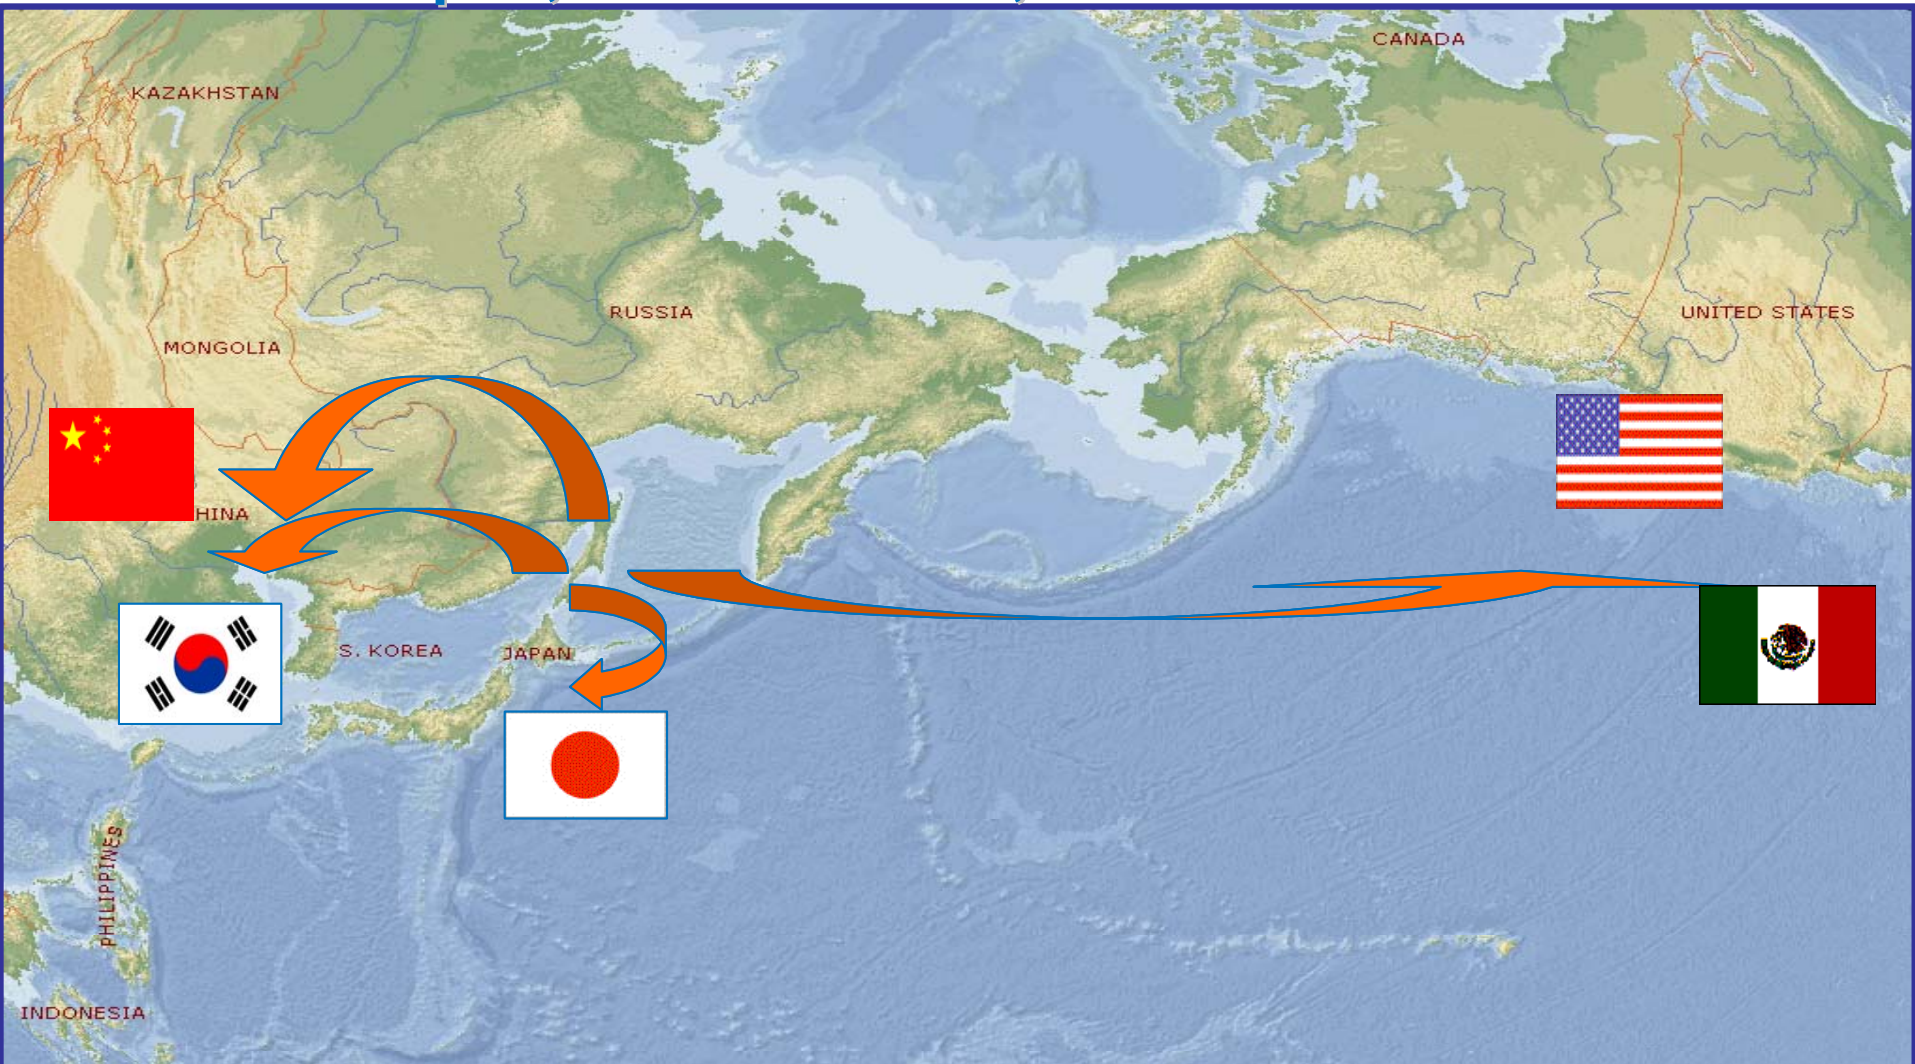 CANADA
KAZAKHSTAN
RUSSIA
UNITED STATES
MONGOLIA
HINA
S. KOREA
JAPAN
PHILIPPINES
INDONESIA